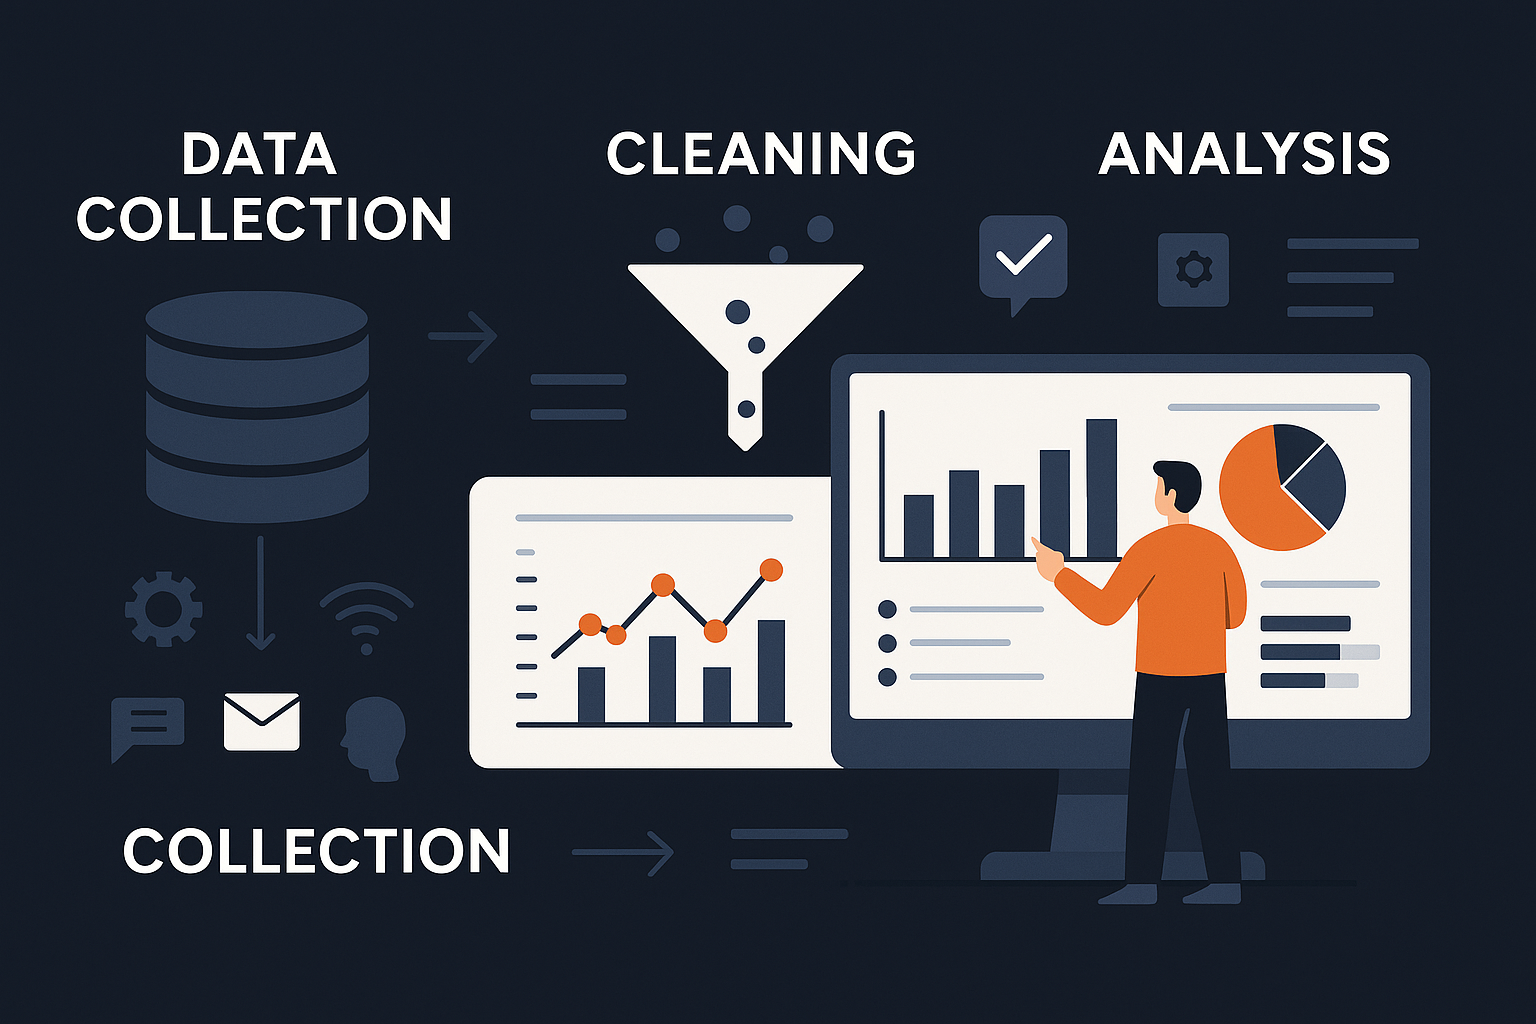 DATA
COLLECTION
CLEANING
ANALYSIS
COLLECTION